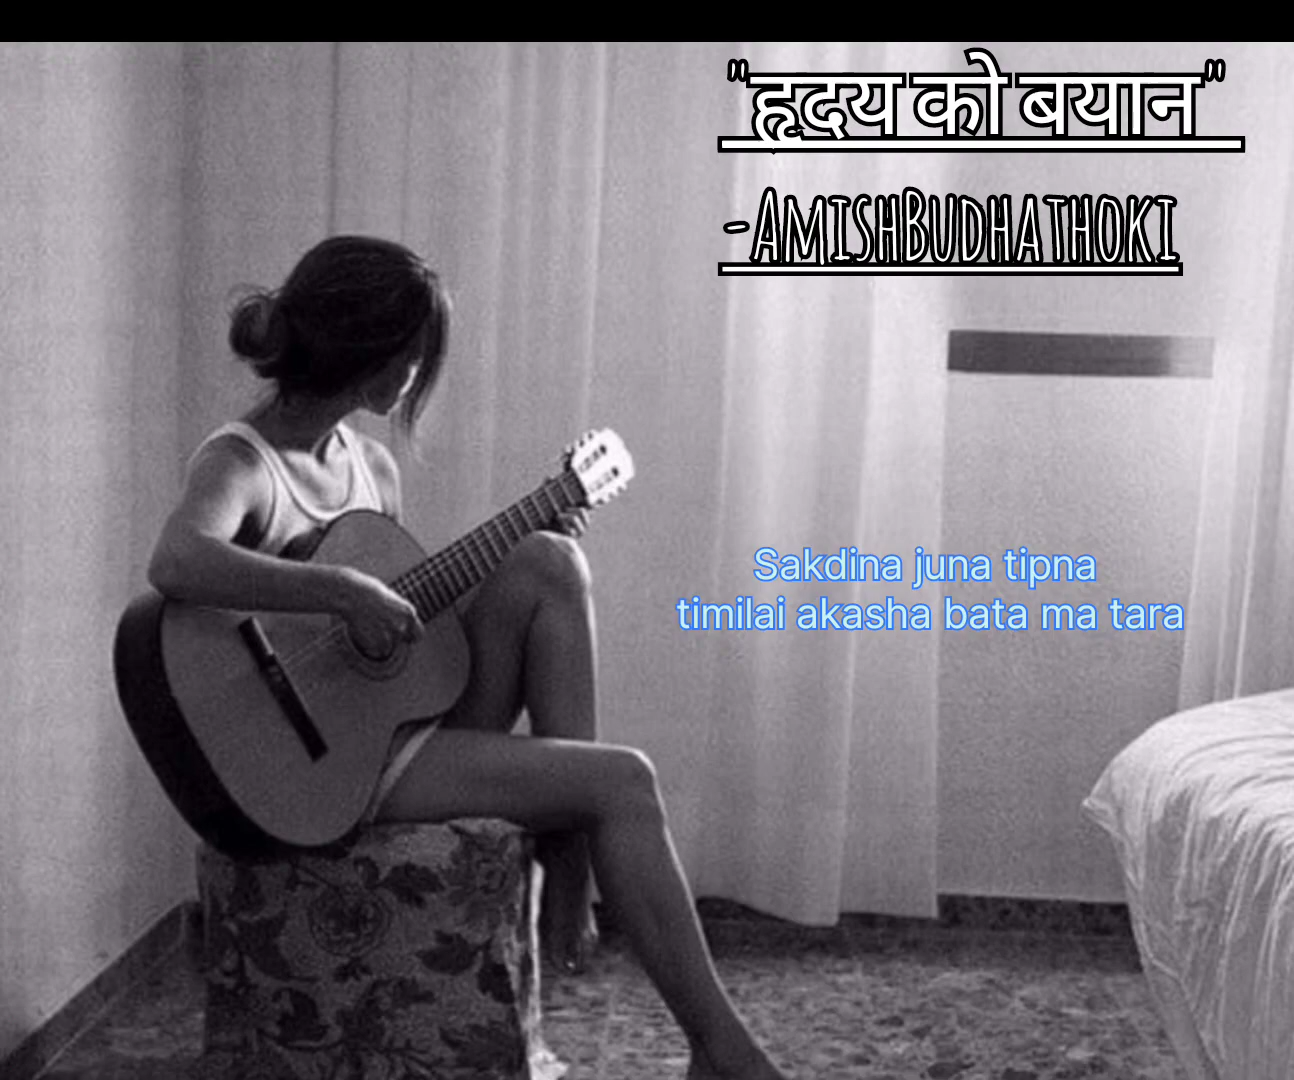 "हृदय को बयान"
-AmishBudhathoki
Sakdina juna tipna
timilai akasha bata ma tara